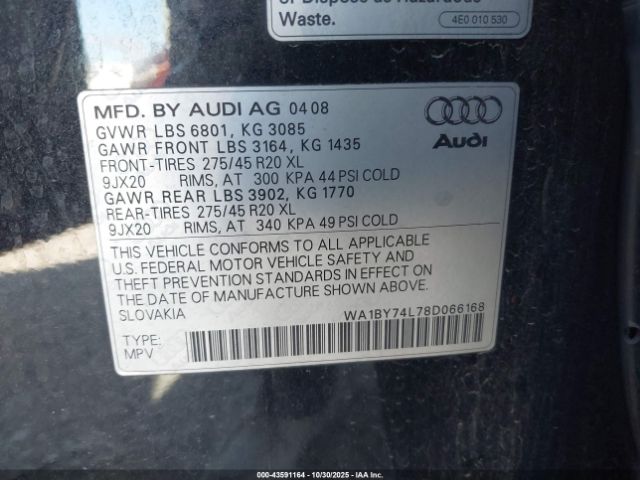 or Dispose as Hazardous
Waste.
4E0 010 530
MFD. BY AUDI AG 04 08
GVWR LBS 6801, KG 3085
GAWR FRONT LBS 3164, KG 1435
FRONT-TIRES 275/45 R20 XL
9JX20 RIMS, AT 300 KPA 44 PSI COLD
GAWR REAR LBS 3902, KG 1770
REAR-TIRES 275/45 R20 XL
9JX20 RIMS, AT 340 KPA 49 PSI COLD
Audi
THIS VEHICLE CONFORMS TO ALL APPLICABLE
U.S. FEDERAL MOTOR VEHICLE SAFETY AND
THEFT PREVENTION STANDARDS IN EFFECT ON
THE DATE OF MANUFACTURE SHOWN ABOVE.
SLOVAKIA
WA1BY74L78D066168
TYPE:
MPV
000-43591164 | 10/30/2025 | IAA Inc.